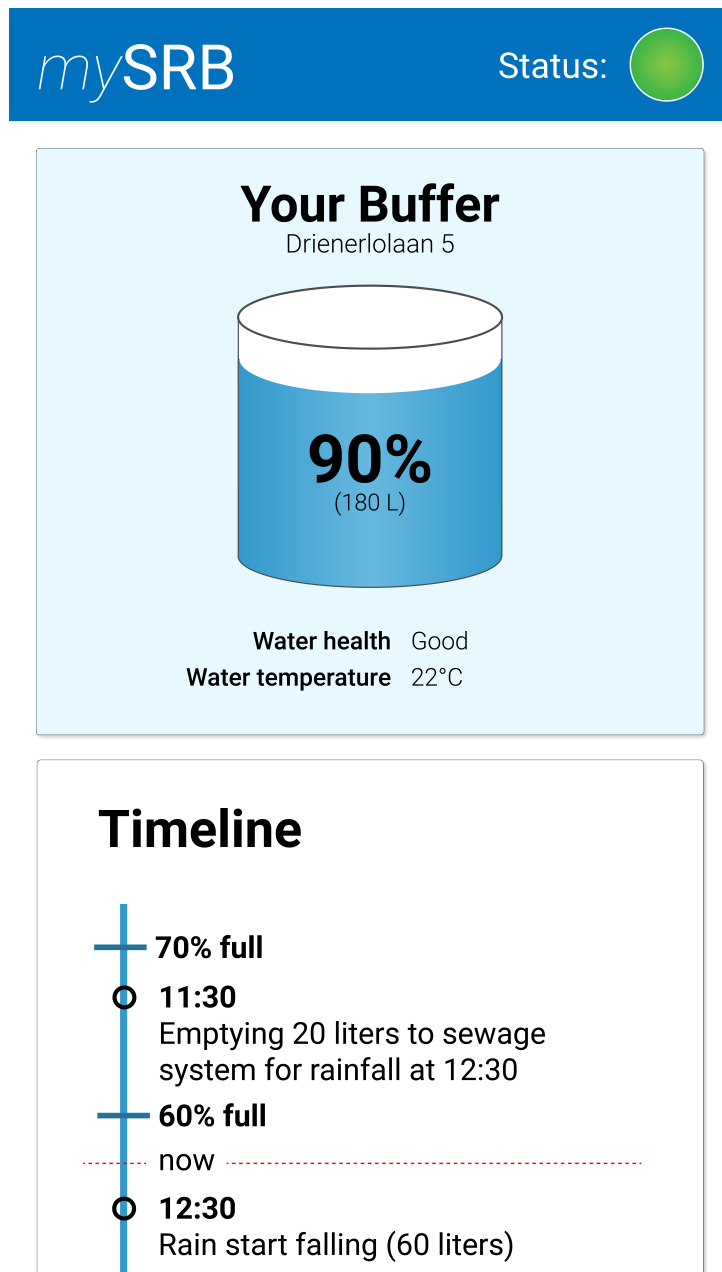 mySRB
Status:
Your Buffer
Drienerlolaan 5
90%
(180 L)
Water health Good
Water temperature 22°C
Timeline
70% full
11:30
Emptying 20 liters to sewage
system for rainfall at 12:30
60% full
now
12:30
Rain start falling (60 liters)